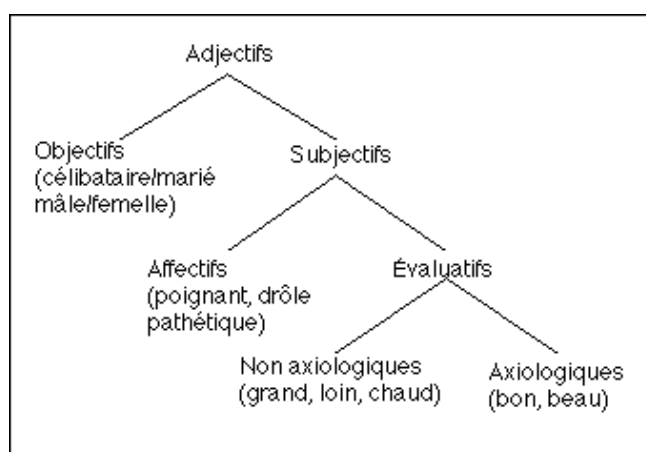 Adjectifs
Objectifs
(célibataire/marié
mâle/femelle)
Subjectifs
Affectifs
(poignant, drôle
pathétique)
Évaluatifs
Non axiologiques
(grand, loin, chaud)
Axiologiques
(bon, beau)